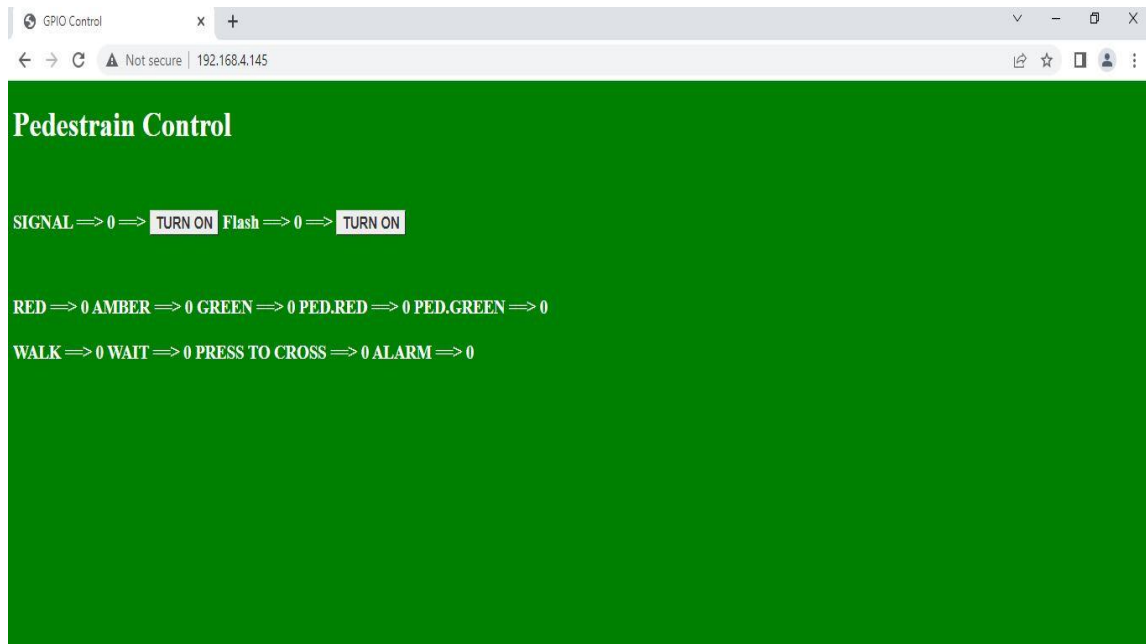 GPIO Control
Not secure | 192.168.4.145
Pedestrain Control
SIGNAL ==> 0 ==> TURN ON Flash ==> 0 ==> TURN ON
RED ==> 0 AMBER ==> 0 GREEN ==> 0 PED.RED ==> 0 PED.GREEN ==> 0
WALK ==> 0 WAIT ==> 0 PRESS TO CROSS ==> 0 ALARM ==> 0